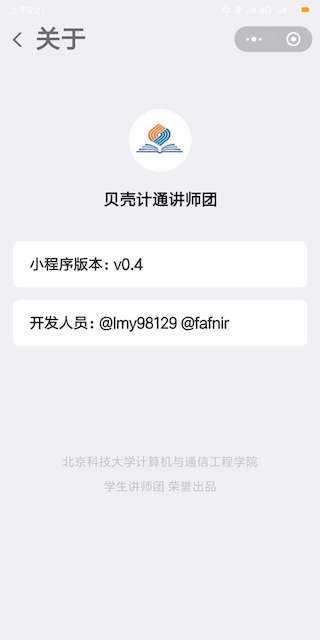 关于
贝壳计通讲师团
小程序版本：v0.4
开发人员：@lmy98129 @fafnir
北京科技大学计算机与通信工程学院
学生讲师团 荣誉出品